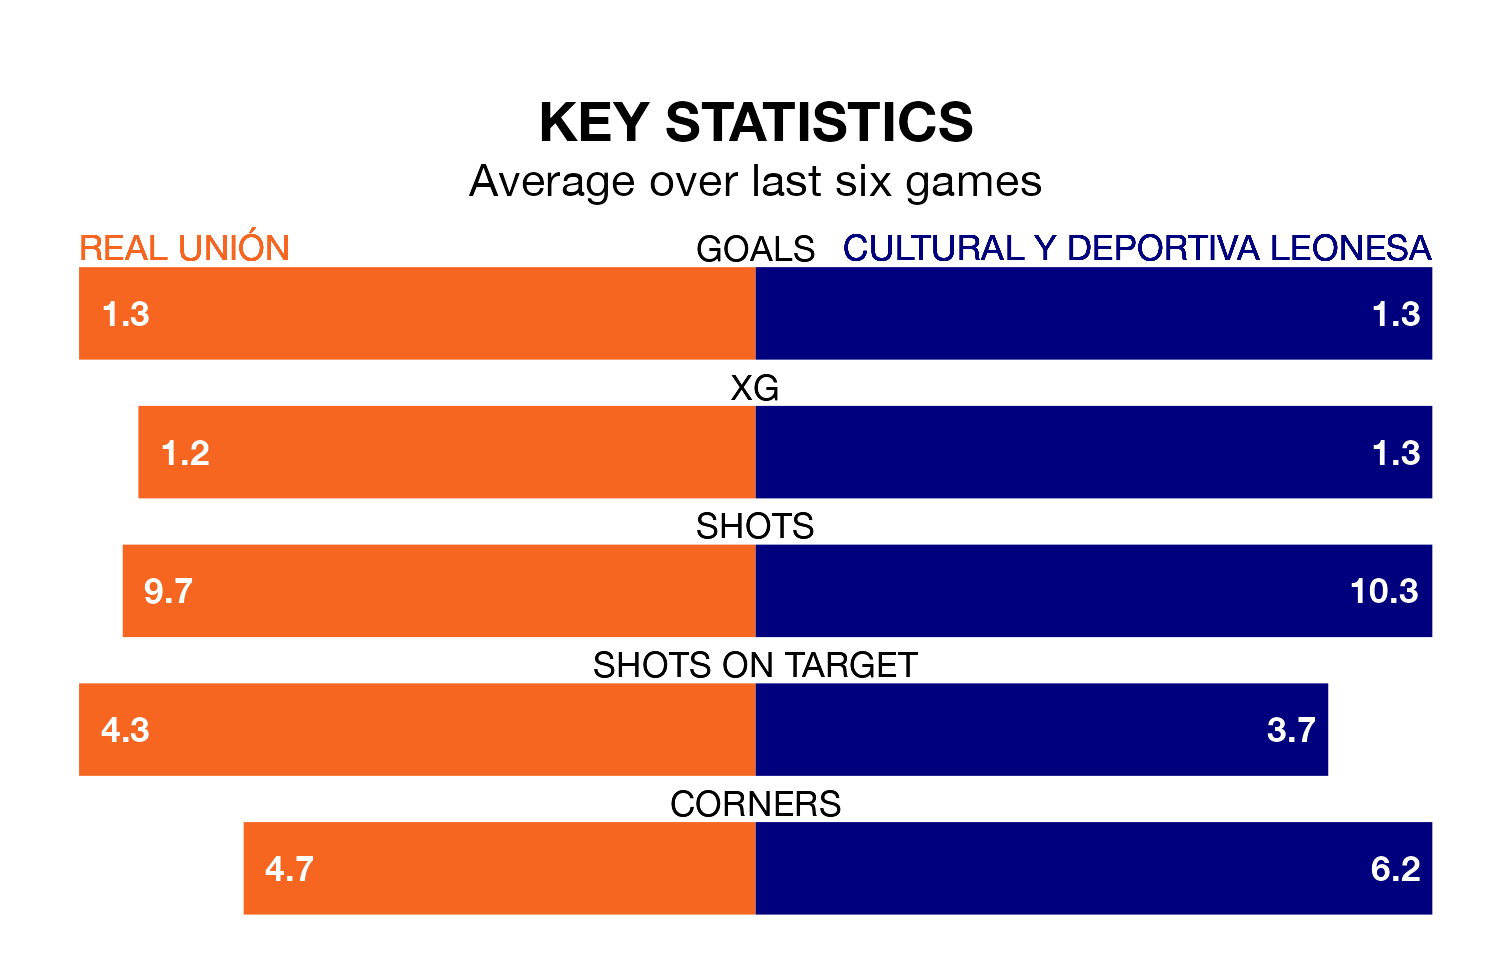 KEY STATISTICS
Average over last six games
REAL UNIÓN GOALS CULTURAL Y DEPORTIVA LEONESA
1.3 1.3
XG
1.2 1.3
SHOTS
9.7 10.3
SHOTS ON TARGET
4.3 3.7
CORNERS
4.7 6.2